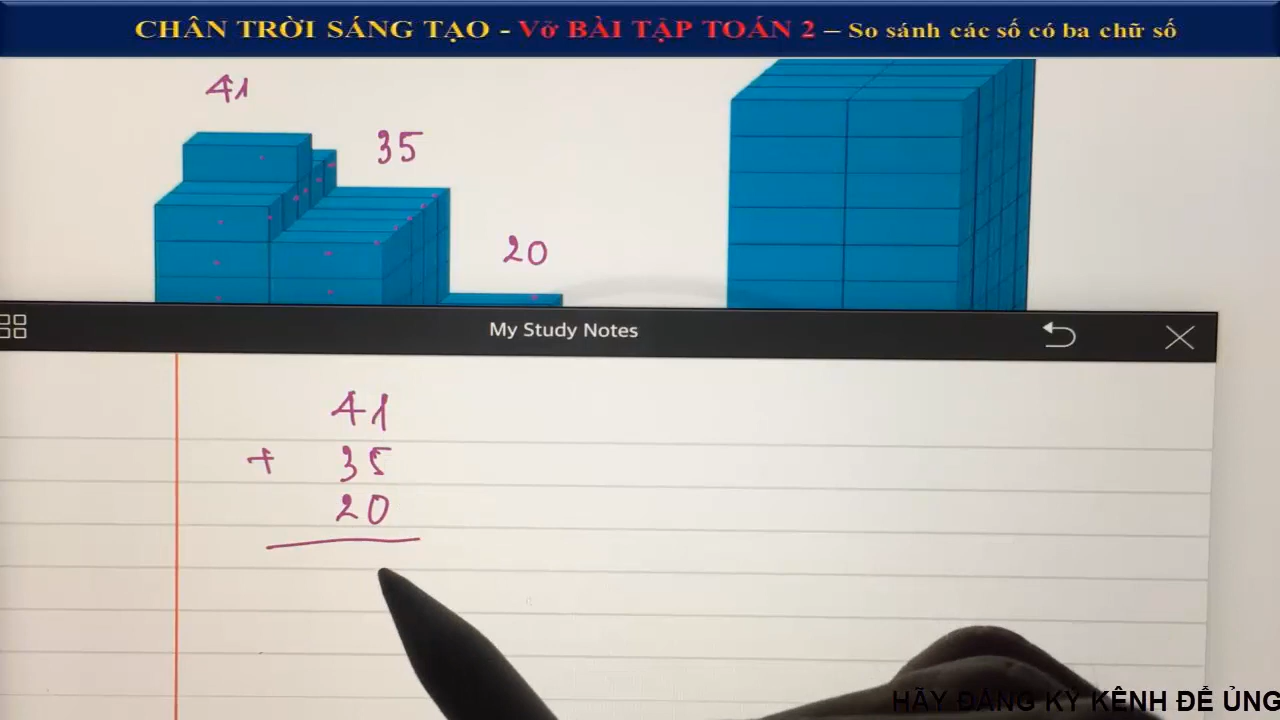 CHÂN TRỜI SÁNG TẠO - Vở BÀI TẬP TOÁN 2 – So sánh các số có ba chữ số
41
35
20
My Study Notes
41
+ 35
20
HÃY ĐĂNG KÝ KÊNH ĐỂ ỦNG